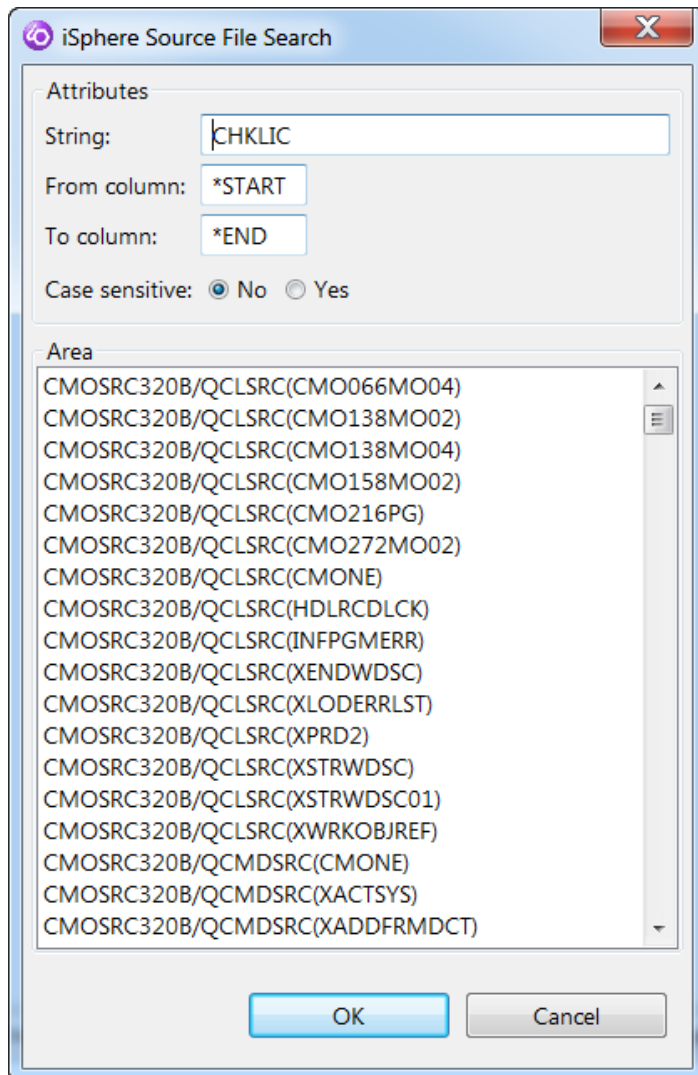 iSphere Source File Search
Attributes
String: CHKLIC
From column: *START
To column: *END
Case sensitive: No Yes
Area
CMOSRC320B/QCLSRC(CMO066MO04)
CMOSRC320B/QCLSRC(CMO138MO02)
CMOSRC320B/QCLSRC(CMO138MO04)
CMOSRC320B/QCLSRC(CMO158MO02)
CMOSRC320B/QCLSRC(CMO216PG)
CMOSRC320B/QCLSRC(CMO272MO02)
CMOSRC320B/QCLSRC(CMONE)
CMOSRC320B/QCLSRC(HDLRCDLCK)
CMOSRC320B/QCLSRC(INFPGMERR)
CMOSRC320B/QCLSRC(XENDWDSC)
CMOSRC320B/QCLSRC(XLODERRLST)
CMOSRC320B/QCLSRC(XPRD2)
CMOSRC320B/QCLSRC(XSTRWDSC)
CMOSRC320B/QCLSRC(XSTRWDSC01)
CMOSRC320B/QCLSRC(XWRKOBJREF)
CMOSRC320B/QCMDSRC(CMONE)
CMOSRC320B/QCMDSRC(XACTSYS)
CMOSRC320B/QCMDSRC(XADDFRMDCT)
OK Cancel